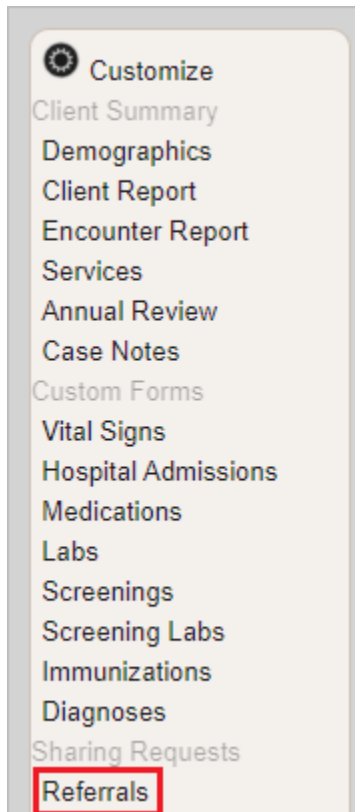 Customize
Client Summary
Demographics
Client Report
Encounter Report
Services
Annual Review
Case Notes
Custom Forms
Vital Signs
Hospital Admissions
Medications
Labs
Screenings
Screening Labs
Immunizations
Diagnoses
Sharing Requests
Referrals